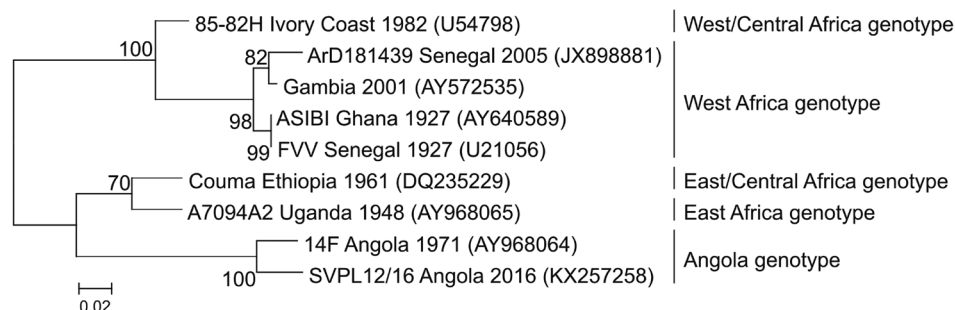 85-82H Ivory Coast 1982 (U54798)
West/Central Africa genotype
100
82
ArD181439 Senegal 2005 (JX898881)
Gambia 2001 (AY572535)
West Africa genotype
98
ASIBI Ghana 1927 (AY640589)
99
FVV Senegal 1927 (U21056)
70
Couma Ethiopia 1961 (DQ235229)
East/Central Africa genotype
A7094A2 Uganda 1948 (AY968065)
East Africa genotype
14F Angola 1971 (AY968064)
Angola genotype
100
SVPL12/16 Angola 2016 (KX257258)
0.02